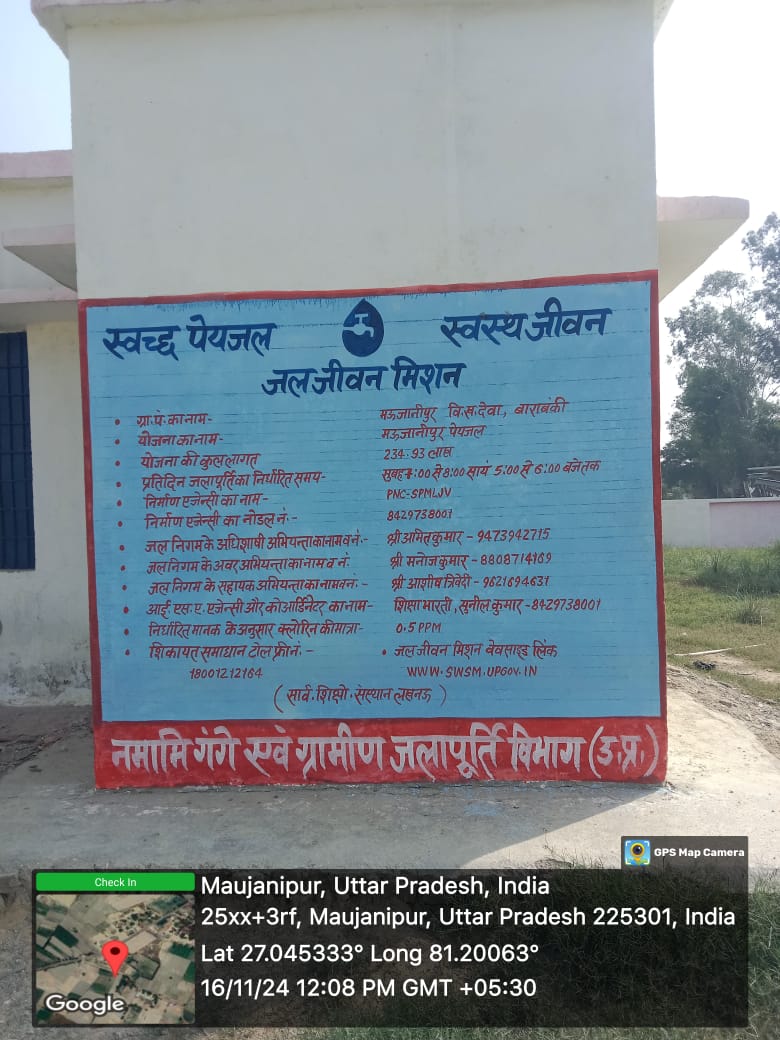 स्वच्छ पेयजल स्वस्थ जीवन
जल जीवन मिशन
• ग्रा.पं. का नाम- मऊजानीपुर वि.ख.देवा, बाराबंकी
• योजना का नाम- मऊजानीपुर पेयजल
• योजना की कुल लागत 234.93 लाख
• प्रतिदिन जलापूर्ति का निर्धारित समय- सुबह 7:00 से 8:00 सायं 5:00 से 6:00 बजे तक
• निर्माण एजेन्सी का नाम- PNC-SPMLJV
• निर्माण एजेन्सी का नोडल नं.- 8429738001
• जल निगम के अधिशाषी अभियन्ता का नाम व नं.- श्री अमित कुमार - 9473942715
• जल निगम के अवर अभियन्ता का नाम व नं. श्री मनोज कुमार - 8808714169
• जल निगम के सहायक अभियन्ता का नाम व नं.- श्री आशीष त्रिवेदी - 9621694631
• आई एस.ए. एजेन्सी और कोआर्डिनेटर का नाम- शिक्षा भारती, सुनील कुमार - 8429738001
• निर्धारित मानक के अनुसार क्लोरिन की मात्रा- 0.5 PPM
• शिकायत समाधान टोल फ्री नं.- • जल जीवन मिशन बेवसाइड लिंक
18001212164 WWW.SWSM.UPGOV.IN
(सार्व. शिक्षो. संस्थान लखनऊ)
नमामि गंगे एवं ग्रामीण जलापूर्ति विभाग (उ.प्र.)
GPS Map Camera
Check In
Maujanipur, Uttar Pradesh, India
25xx+3rf, Maujanipur, Uttar Pradesh 225301, India
Lat 27.045333° Long 81.20063°
16/11/24 12:08 PM GMT +05:30
Google